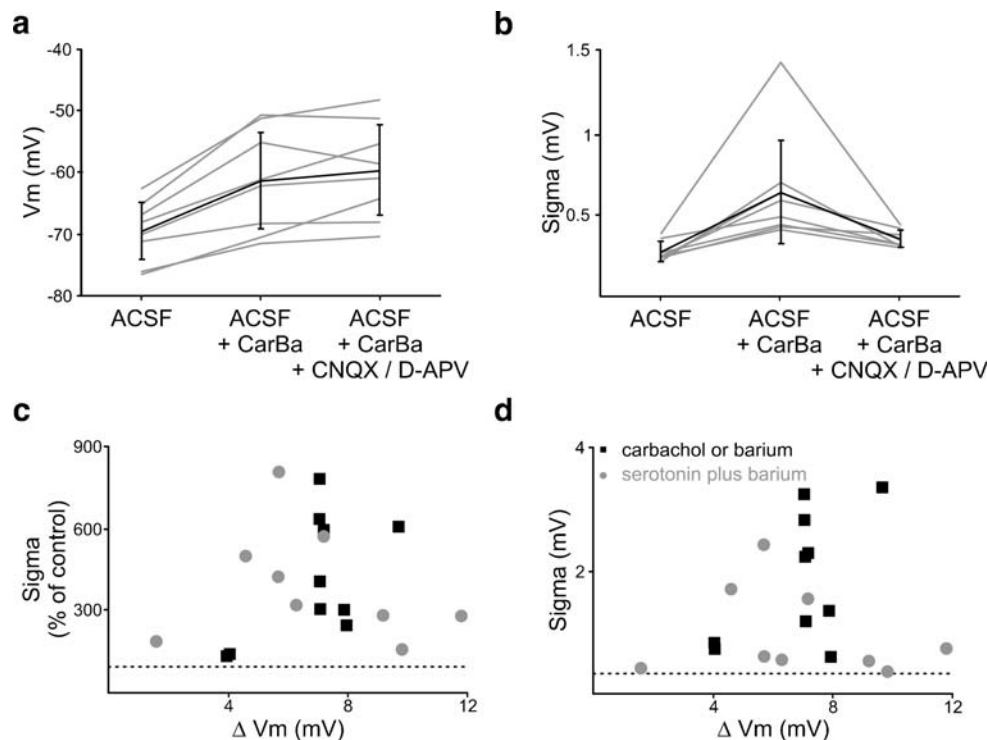 a
Vm (mV)
-40
-50
-60
-70
-80
ACSF
ACSF
+ CarBa
ACSF
+ CarBa
+ CNQX / D-APV
b
Sigma (mV)
1.5
1
0.5
ACSF
ACSF
+ CarBa
ACSF
+ CarBa
+ CNQX / D-APV
c
Sigma
(% of control)
900
600
300
4
8
12
Δ Vm (mV)
d
carbachol or barium
serotonin plus barium
Sigma (mV)
4
2
4
8
12
Δ Vm (mV)